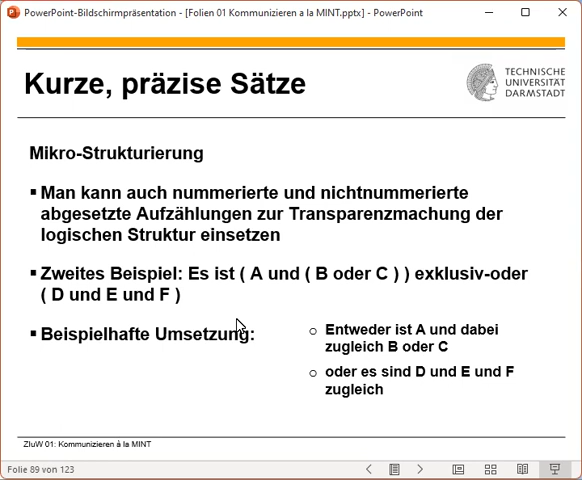 PowerPoint-Bildschirmpräsentation - [Folien 01 Kommunizieren a la MINT.pptx] - PowerPoint
Kurze, präzise Sätze
TECHNISCHE
UNIVERSITÄT
DARMSTADT
Mikro-Strukturierung
▪ Man kann auch nummerierte und nichtnummerierte
abgesetzte Aufzählungen zur Transparenzmachung der
logischen Struktur einsetzen
▪ Zweites Beispiel: Es ist ( A und ( B oder C ) ) exklusiv-oder
( D und E und F )
▪ Beispielhafte Umsetzung:
o Entweder ist A und dabei
zugleich B oder C
o oder es sind D und E und F
zugleich
ZIuW 01: Kommunizieren à la MINT
Folie 89 von 123